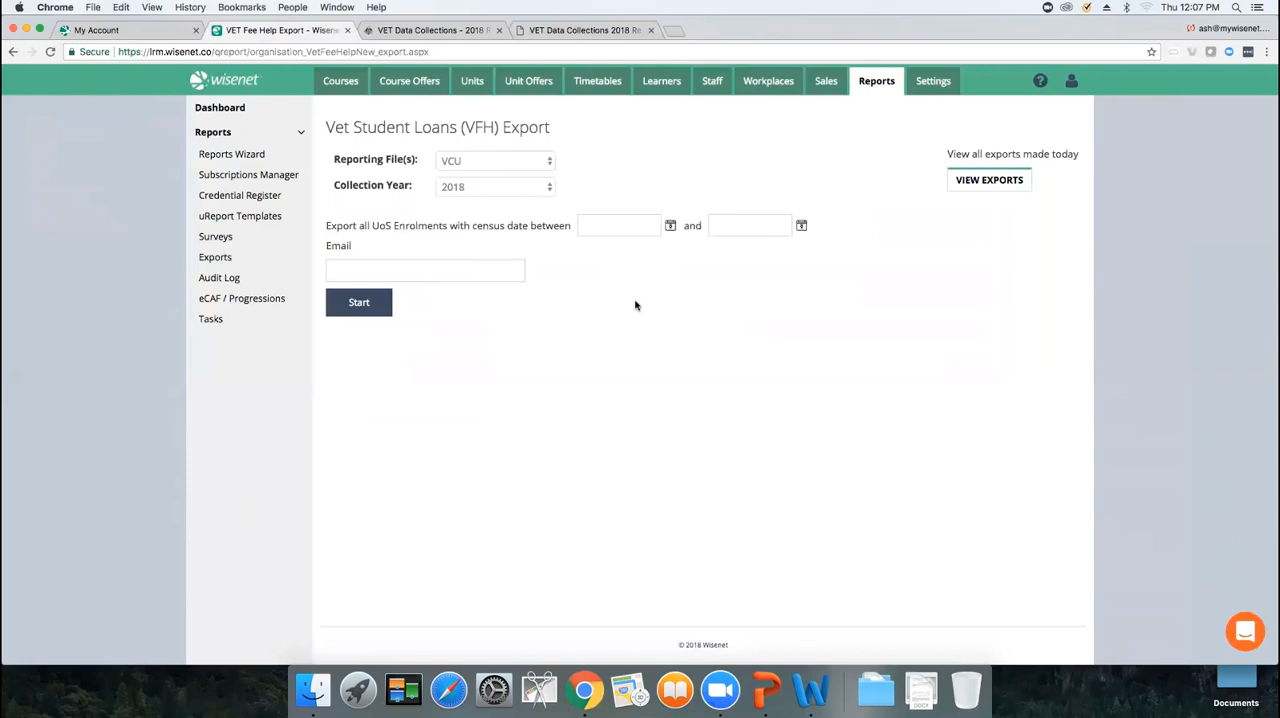 Chrome File Edit View History Bookmarks People Window Help Thu 12:07 PM
My Account VET Fee Help Export - Wisen VET Data Collections - 2018 R VET Data Collections 2018 Re ash@mywisenet....
Secure https://lrm.wisenet.co/qreport/organisation_VetFeeHelpNew_export.aspx
wisenet Courses Course Offers Units Unit Offers Timetables Learners Staff Workplaces Sales Reports Settings
Dashboard
Reports
Reports Wizard
Subscriptions Manager
Credential Register
uReport Templates
Surveys
Exports
Audit Log
eCAF / Progressions
Tasks
Vet Student Loans (VFH) Export
Reporting File(s): VCU
Collection Year: 2018
View all exports made today
VIEW EXPORTS
Export all UoS Enrolments with census date between and
Email
Start
© 2018 Wisenet
DOCX
Documents